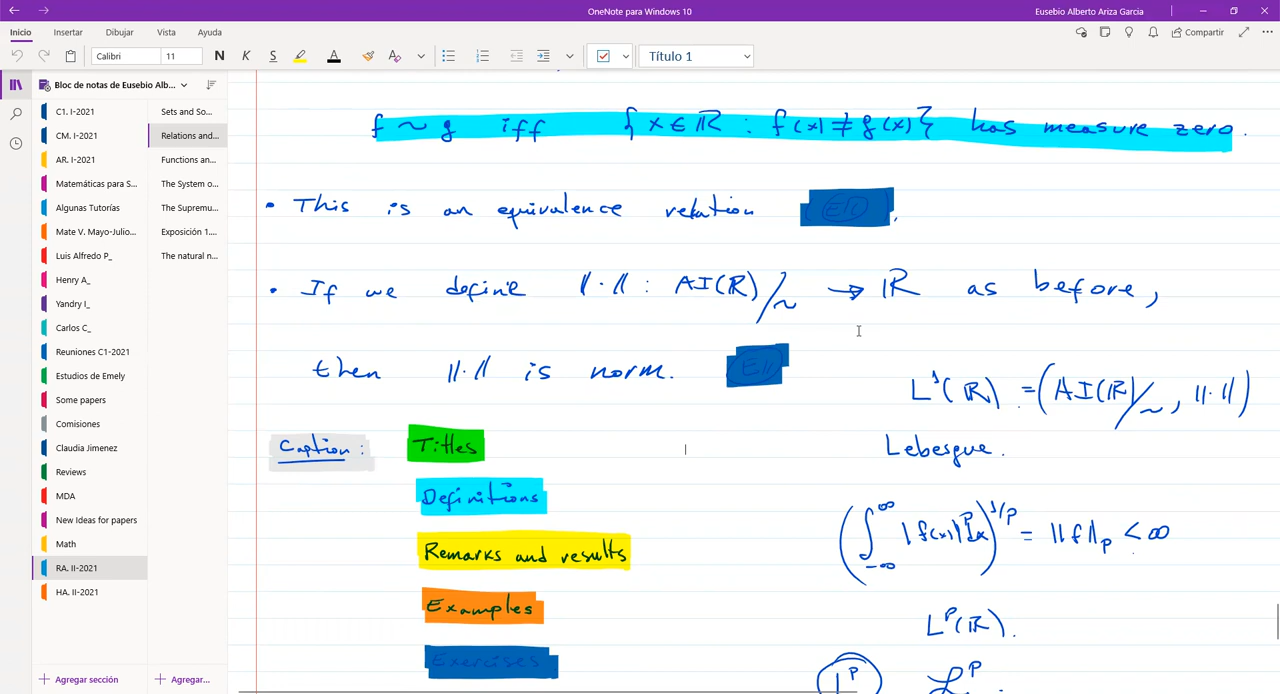 OneNote para Windows 10
Eusebio Alberto Ariza Garcia
Inicio Insertar Dibujar Vista Ayuda
Compartir
Calibri 11 N K S Título 1
Bloc de notas de Eusebio Alb...
C1. I-2021
CM. I-2021
AR. I-2021
Matemáticas para S...
Algunas Tutorías
Mate V. Mayo-Julio...
Luis Alfredo P_
Henry A_
Yandry I_
Carlos C_
Reuniones C1-2021
Estudios de Emely
Some papers
Comisiones
Claudia Jimenez
Reviews
MDA
New Ideas for papers
Math
RA. II-2021
HA. II-2021
Agregar sección
Sets and So...
Relations and...
Functions an...
The System o...
The Supremu...
Exposición 1....
The natural n...
Agregar...
f ~ g iff { x ∈ ℝ : f(x) ≠ g(x) } has measure zero.
• This is an equivalence relation
• If we define ‖·‖ : AI(ℝ)/~ → ℝ as before,
then ‖·‖ is norm.
L¹(ℝ) = (AI(ℝ)/~, ‖·‖)
Lebesgue.
(∫_{-∞}^{∞} |f(x)|^p dx)^{1/p} = ‖f‖_p < ∞
L^p(ℝ).
Caption: Titles
Definitions
Remarks and results
Examples
Exercises